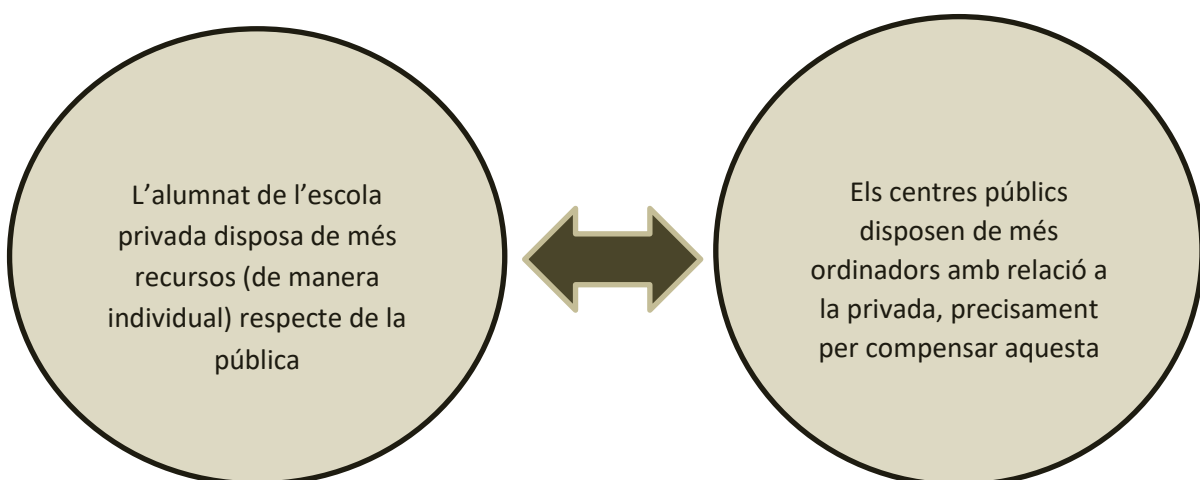 L’alumnat de l’escola
privada disposa de més
recursos (de manera
individual) respecte de la
pública
Els centres públics
disposen de més
ordinadors amb relació a
la privada, precisament
per compensar aquesta